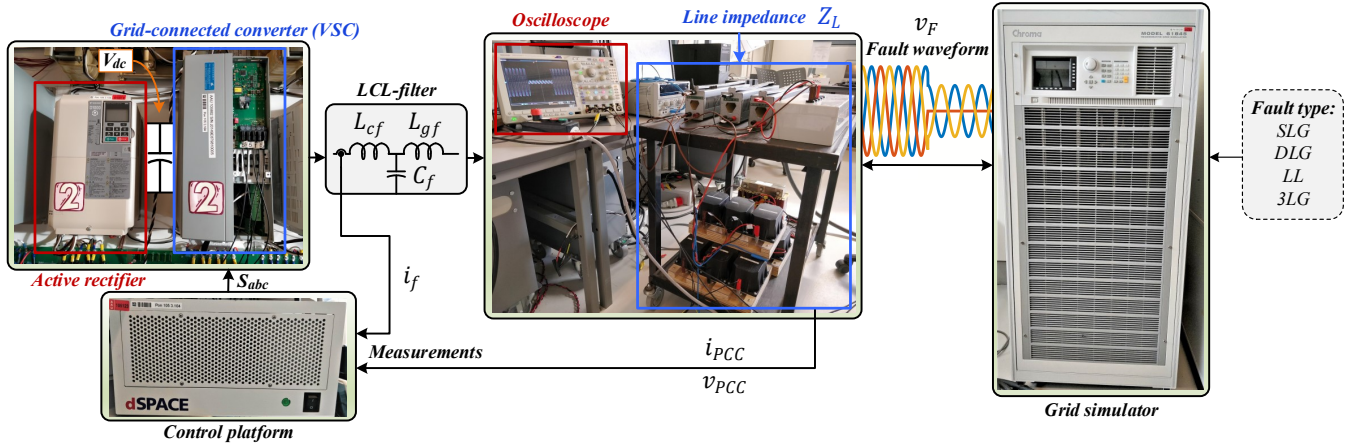 Grid-connected converter (VSC)
V_dc
2
2
Active rectifier
S_abc
dSPACE
Control platform
LCL-filter
L_cf
L_gf
C_f
i_f
Measurements
i_PCC
v_PCC
Oscilloscope
Line impedance Z_L
v_F
Fault waveform
Chroma
Grid simulator
Fault type:
SLG
DLG
LL
3LG